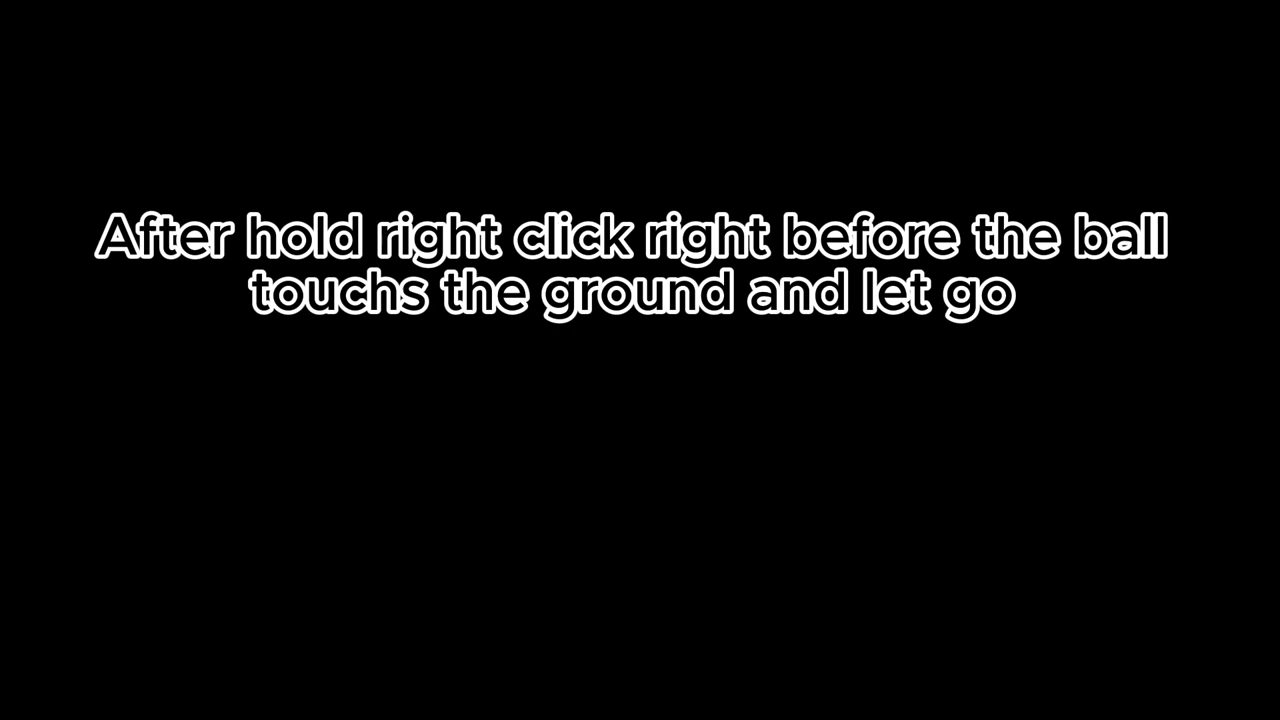 After hold right click right before the ball
touchs the ground and let go